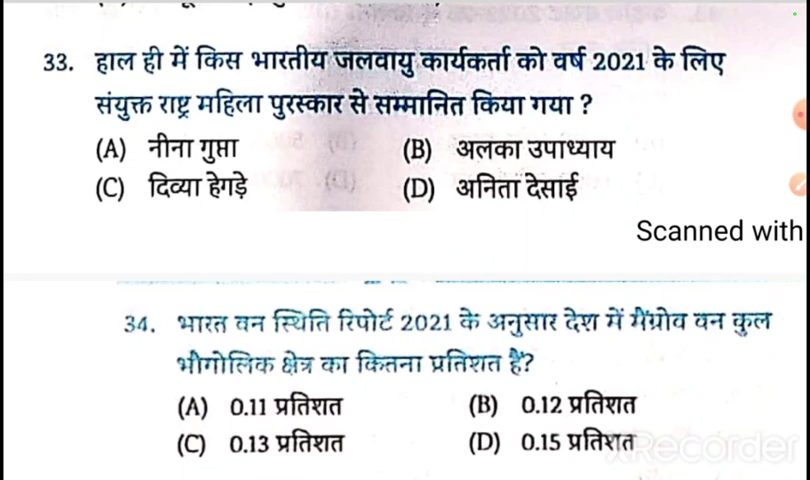 33. हाल ही में किस भारतीय जलवायु कार्यकर्ता को वर्ष 2021 के लिए
संयुक्त राष्ट्र महिला पुरस्कार से सम्मानित किया गया ?
(A) नीना गुप्ता (B) अलका उपाध्याय
(C) दिव्या हेगड़े (D) अनिता देसाई
Scanned with
34. भारत वन स्थिति रिपोर्ट 2021 के अनुसार देश में मैंग्रोव वन कुल
भौगोलिक क्षेत्र का कितना प्रतिशत हैं?
(A) 0.11 प्रतिशत (B) 0.12 प्रतिशत
(C) 0.13 प्रतिशत (D) 0.15 प्रतिशत
XRecorder